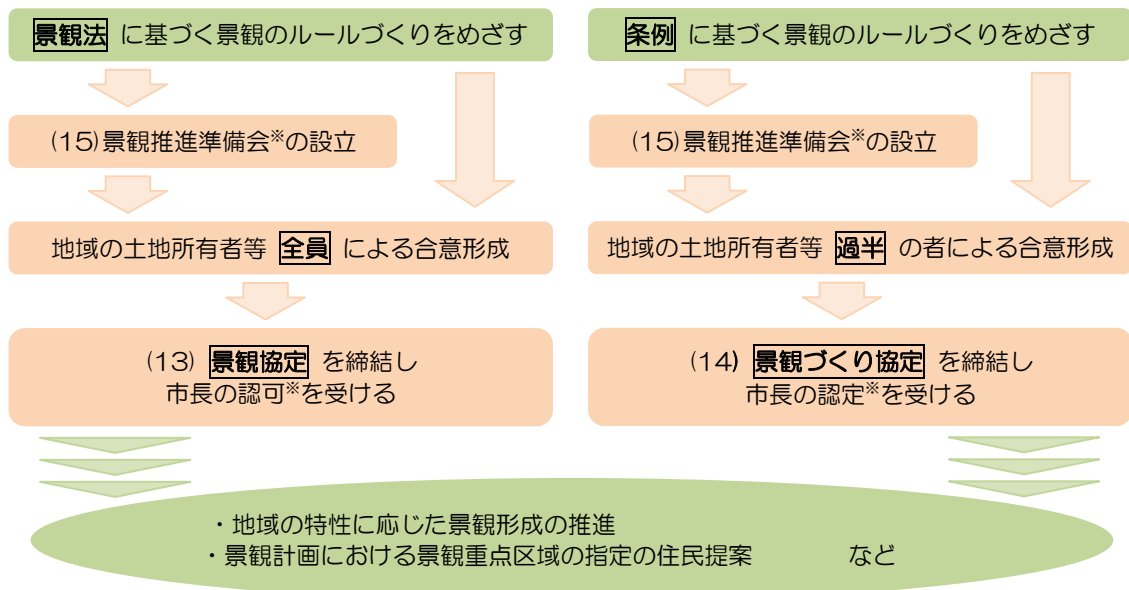 景観法 に基づく景観のルールづくりをめざす
(15)景観推進準備会※の設立
地域の土地所有者等 全員 による合意形成
(13) 景観協定 を締結し
市長の認可※を受ける
条例 に基づく景観のルールづくりをめざす
(15)景観推進準備会※の設立
地域の土地所有者等 過半 の者による合意形成
(14) 景観づくり協定 を締結し
市長の認定※を受ける
・地域の特性に応じた景観形成の推進
・景観計画における景観重点区域の指定の住民提案 など